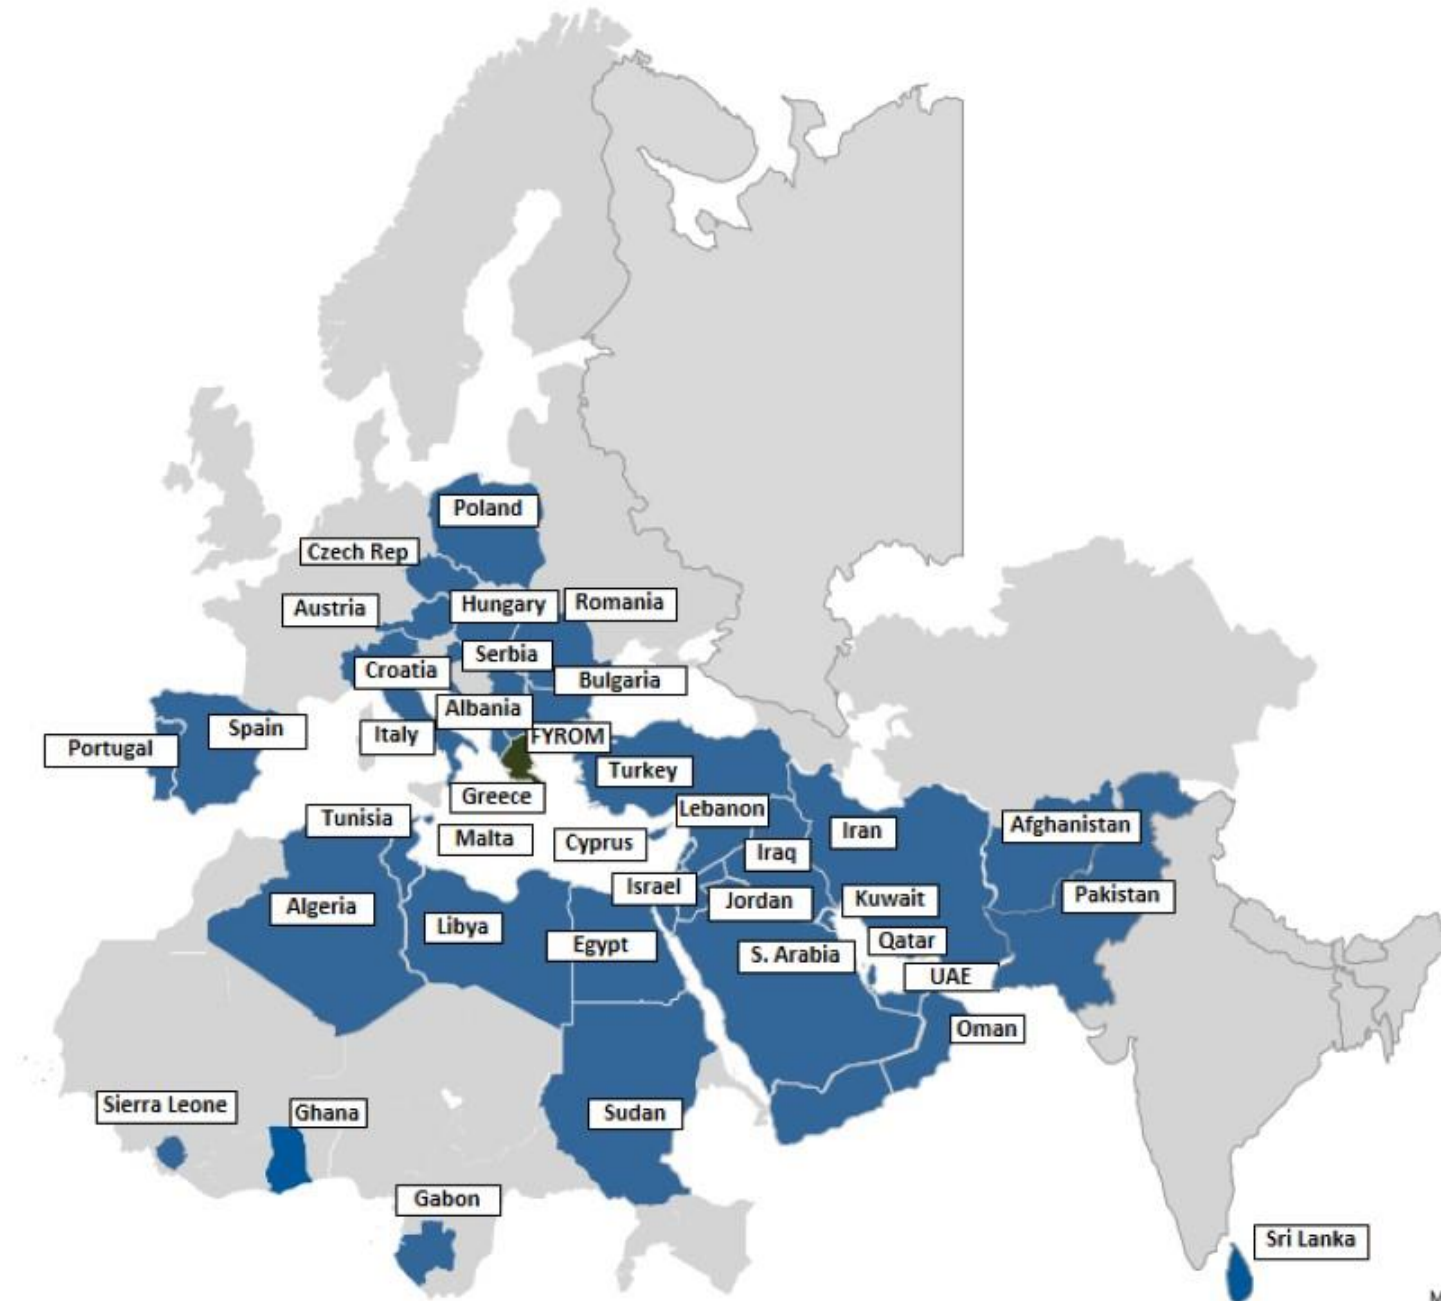 Poland
Czech Rep
Austria
Hungary
Romania
Serbia
Croatia
Bulgaria
Albania
Spain
Italy
FYROM
Portugal
Turkey
Greece
Lebanon
Tunisia
Malta
Cyprus
Iran
Afghanistan
Iraq
Israel
Pakistan
Algeria
Jordan
Kuwait
Libya
Egypt
Qatar
S. Arabia
UAE
Oman
Sierra Leone
Ghana
Sudan
Gabon
Sri Lanka